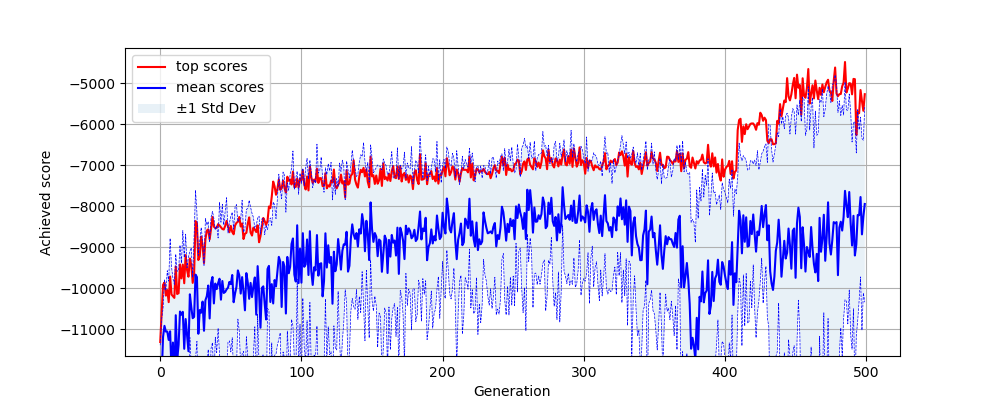 top scores
mean scores
±1 Std Dev
Achieved score
−5000
−6000
−7000
−8000
−9000
−10000
−11000
0 100 200 300 400 500
Generation